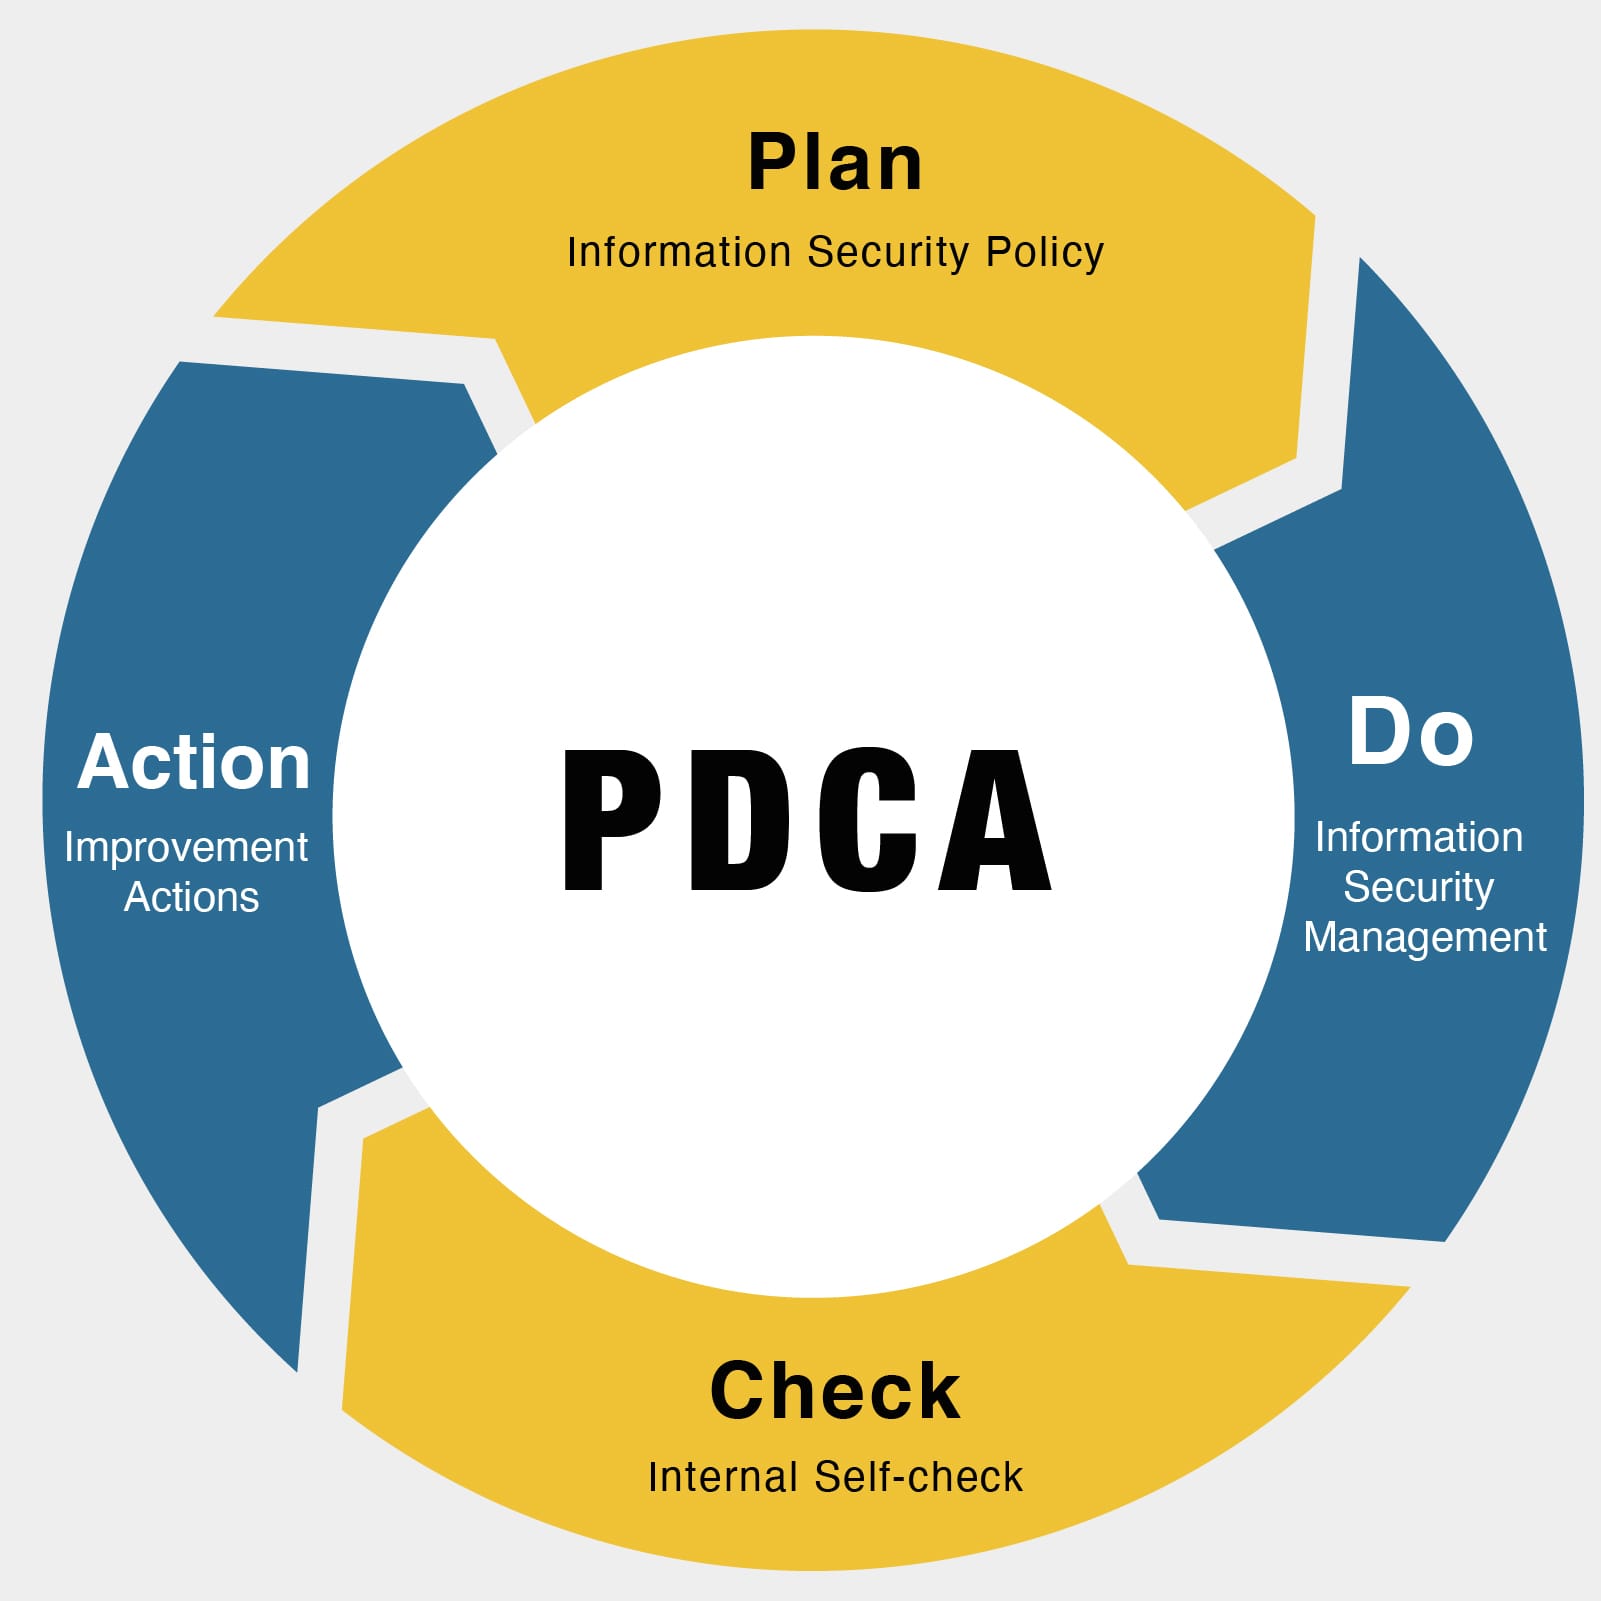 Plan
Information Security Policy
Do
Information
Security
Management
Check
Internal Self-check
Action
Improvement
Actions
PDCA